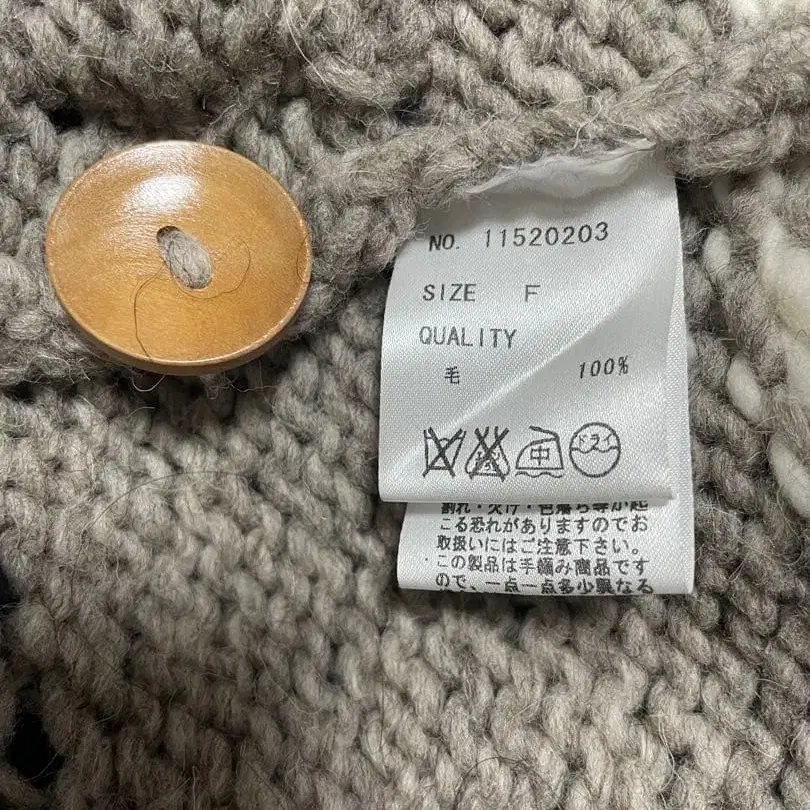 NO. 11520203
SIZE F
QUALITY
毛 100%
中 ドライ
割れ・欠け・色落ち等が起
こる恐れがありますのでお
取扱いにはご注意下さい。
この製品は手編み商品です
ので、一点一点多少異なる